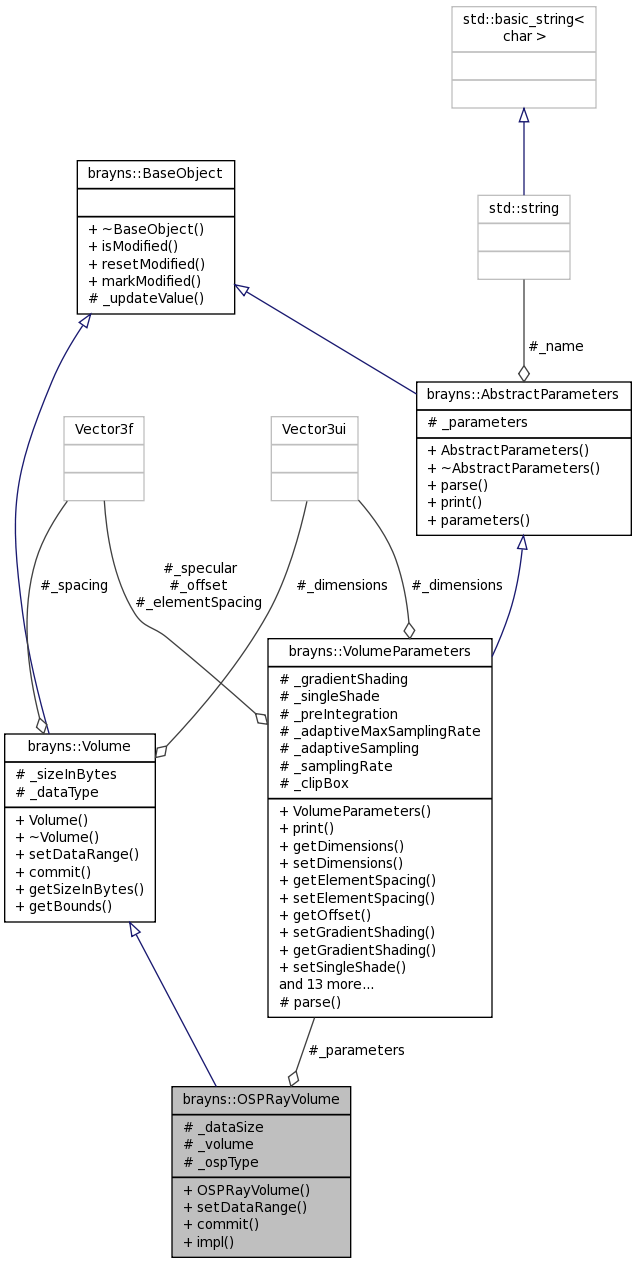 std::basic_string<
char >
std::string
#_name
brayns::BaseObject
+ ~BaseObject()
+ isModified()
+ resetModified()
+ markModified()
# _updateValue()
brayns::AbstractParameters
# _parameters
+ AbstractParameters()
+ ~AbstractParameters()
+ parse()
+ print()
+ parameters()
Vector3f
Vector3ui
#_spacing
#_specular
#_offset
#_elementSpacing
#_dimensions
#_dimensions
brayns::VolumeParameters
# _gradientShading
# _singleShade
# _preIntegration
# _adaptiveMaxSamplingRate
# _adaptiveSampling
# _samplingRate
# _clipBox
+ VolumeParameters()
+ print()
+ getDimensions()
+ setDimensions()
+ getElementSpacing()
+ setElementSpacing()
+ getOffset()
+ setGradientShading()
+ getGradientShading()
+ setSingleShade()
and 13 more...
# parse()
brayns::Volume
# _sizeInBytes
# _dataType
+ Volume()
+ ~Volume()
+ setDataRange()
+ commit()
+ getSizeInBytes()
+ getBounds()
#_parameters
brayns::OSPRayVolume
# _dataSize
# _volume
# _ospType
+ OSPRayVolume()
+ setDataRange()
+ commit()
+ impl()